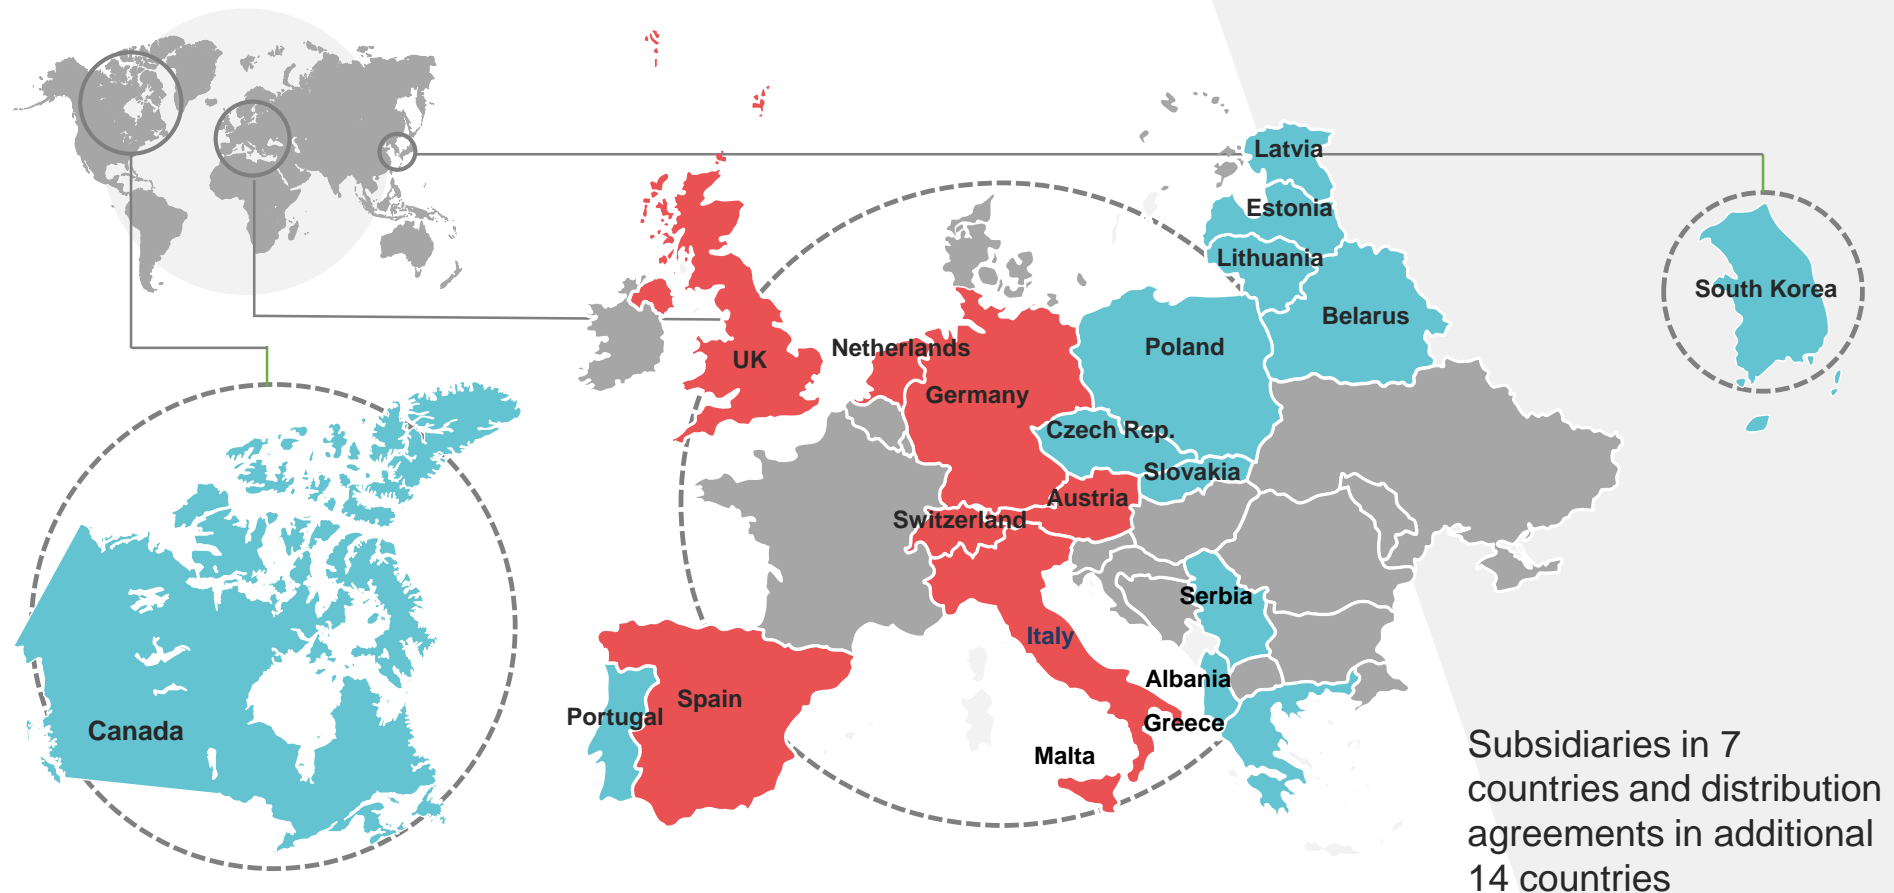 Latvia
Estonia
Lithuania
South Korea
Belarus
Netherlands
Poland
UK
Germany
Czech Rep.
Slovakia
Austria
Switzerland
Serbia
Italy
Albania
Spain
Portugal
Greece
Canada
Malta
Subsidiaries in 7
countries and distribution
agreements in additional
14 countries